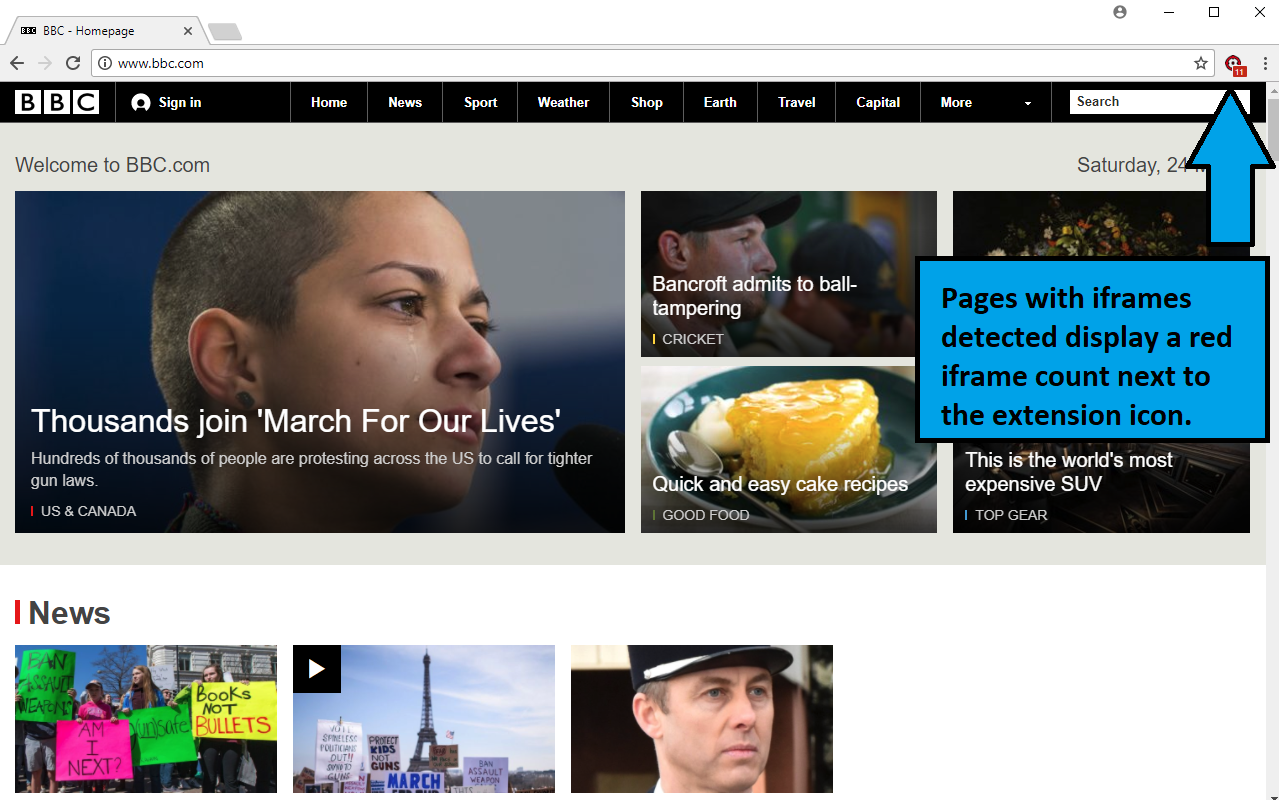 BBC - Homepage
www.bbc.com
11
BBC
Sign in
Home
News
Sport
Weather
Shop
Earth
Travel
Capital
More
Search
Welcome to BBC.com
Saturday, 24
Thousands join 'March For Our Lives'
Hundreds of thousands of people are protesting across the US to call for tighter
gun laws.
US & CANADA
Bancroft admits to ball-
tampering
CRICKET
Quick and easy cake recipes
GOOD FOOD
Pages with iframes
detected display a red
iframe count next to
the extension icon.
This is the world's most
expensive SUV
TOP GEAR
News
BAN
ASSAULT
WEAPONS
AM
I
NEXT?
(un)safe
BOOKS
NOT
BULLETS
VOTE
SPINELESS
POLITICIANS
OUT!!
PROTECT
KIDS
NOT
GUNS
MARCH
FOR OUR
BAN
ASSAULT
WEAPON